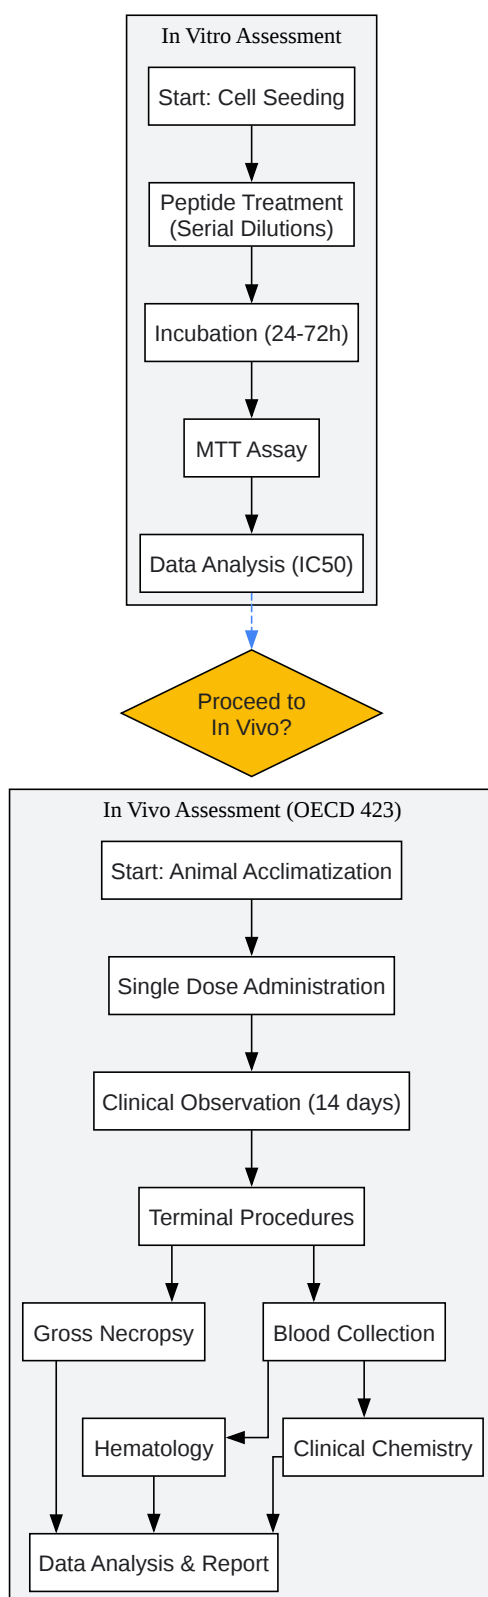 In Vitro Assessment
Start: Cell Seeding
Peptide Treatment
(Serial Dilutions)
Incubation (24-72h)
MTT Assay
Data Analysis (IC50)
Proceed to
In Vivo?
In Vivo Assessment (OECD 423)
Start: Animal Acclimatization
Single Dose Administration
Clinical Observation (14 days)
Terminal Procedures
Gross Necropsy
Blood Collection
Hematology
Clinical Chemistry
Data Analysis & Report